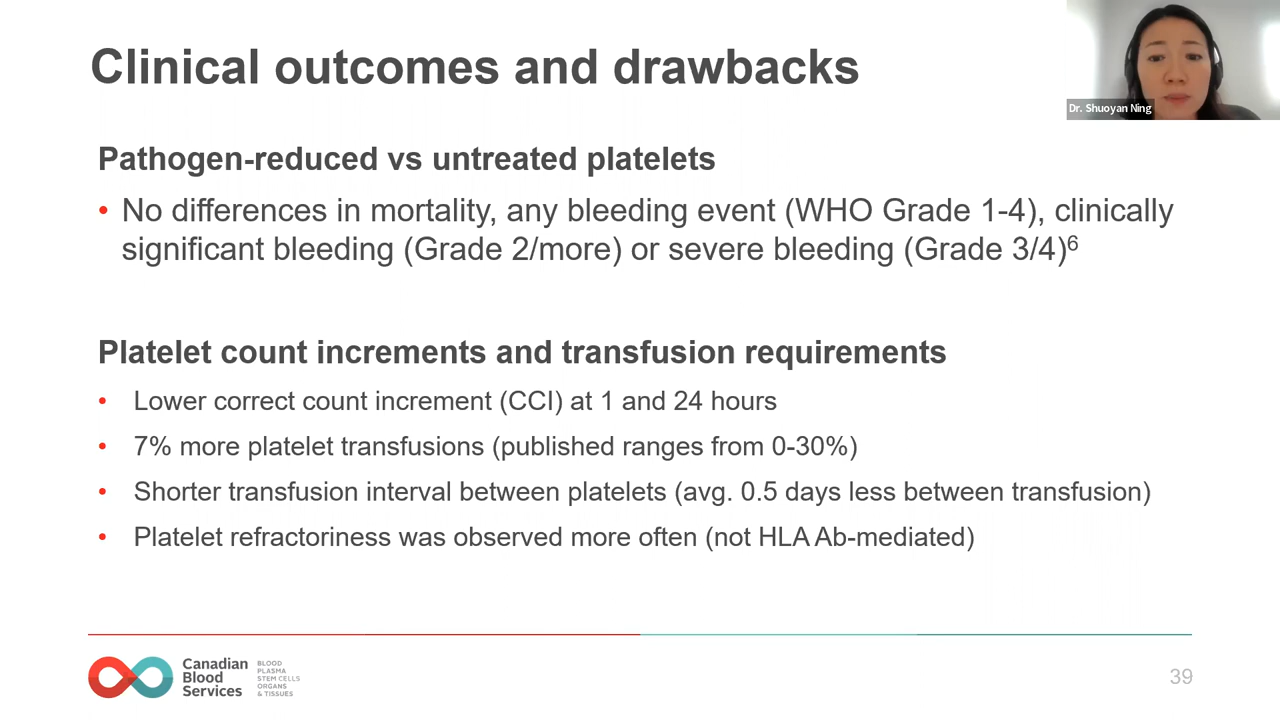 Clinical outcomes and drawbacks
Dr. Shuoyan Ning
Pathogen-reduced vs untreated platelets
• No differences in mortality, any bleeding event (WHO Grade 1-4), clinically
significant bleeding (Grade 2/more) or severe bleeding (Grade 3/4)⁶
Platelet count increments and transfusion requirements
• Lower correct count increment (CCI) at 1 and 24 hours
• 7% more platelet transfusions (published ranges from 0-30%)
• Shorter transfusion interval between platelets (avg. 0.5 days less between transfusion)
• Platelet refractoriness was observed more often (not HLA Ab-mediated)
Canadian
Blood
Services
BLOOD
PLASMA
STEM CELLS
ORGANS
& TISSUES
39